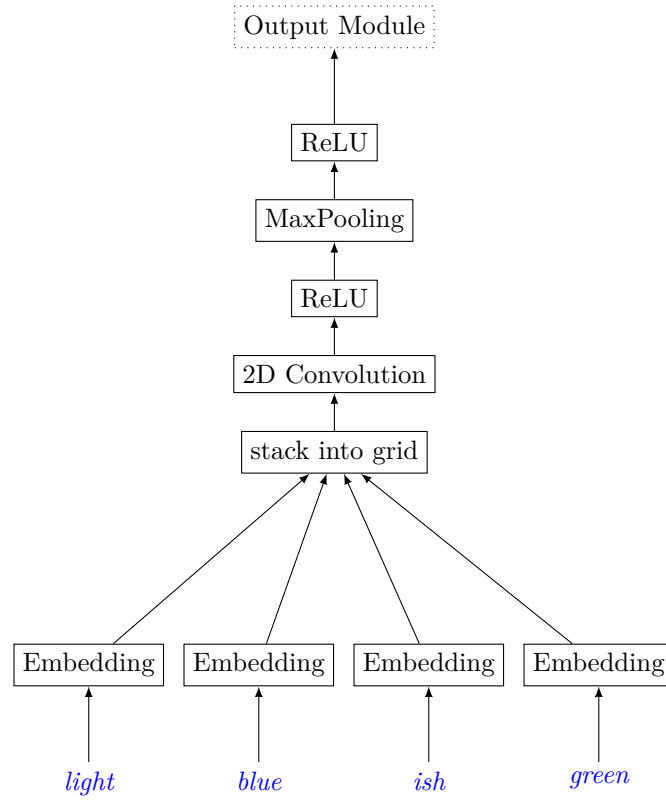 Output Module
ReLU
MaxPooling
ReLU
2D Convolution
stack into grid
Embedding Embedding Embedding Embedding
light blue ish green